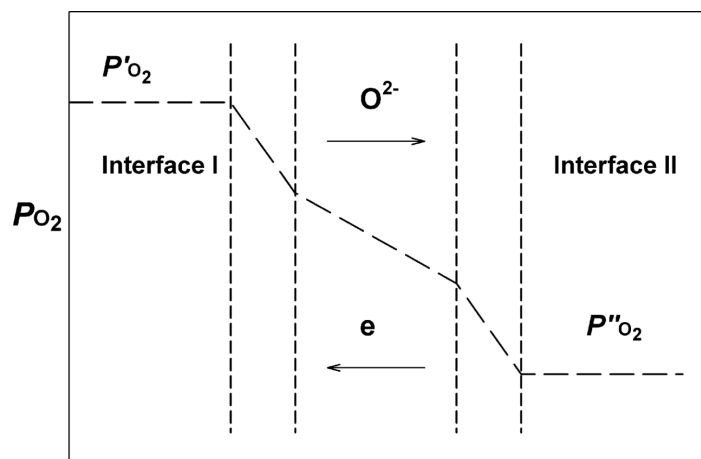 P'O₂
O²⁻
Interface I
Interface II
PO₂
e
P''O₂